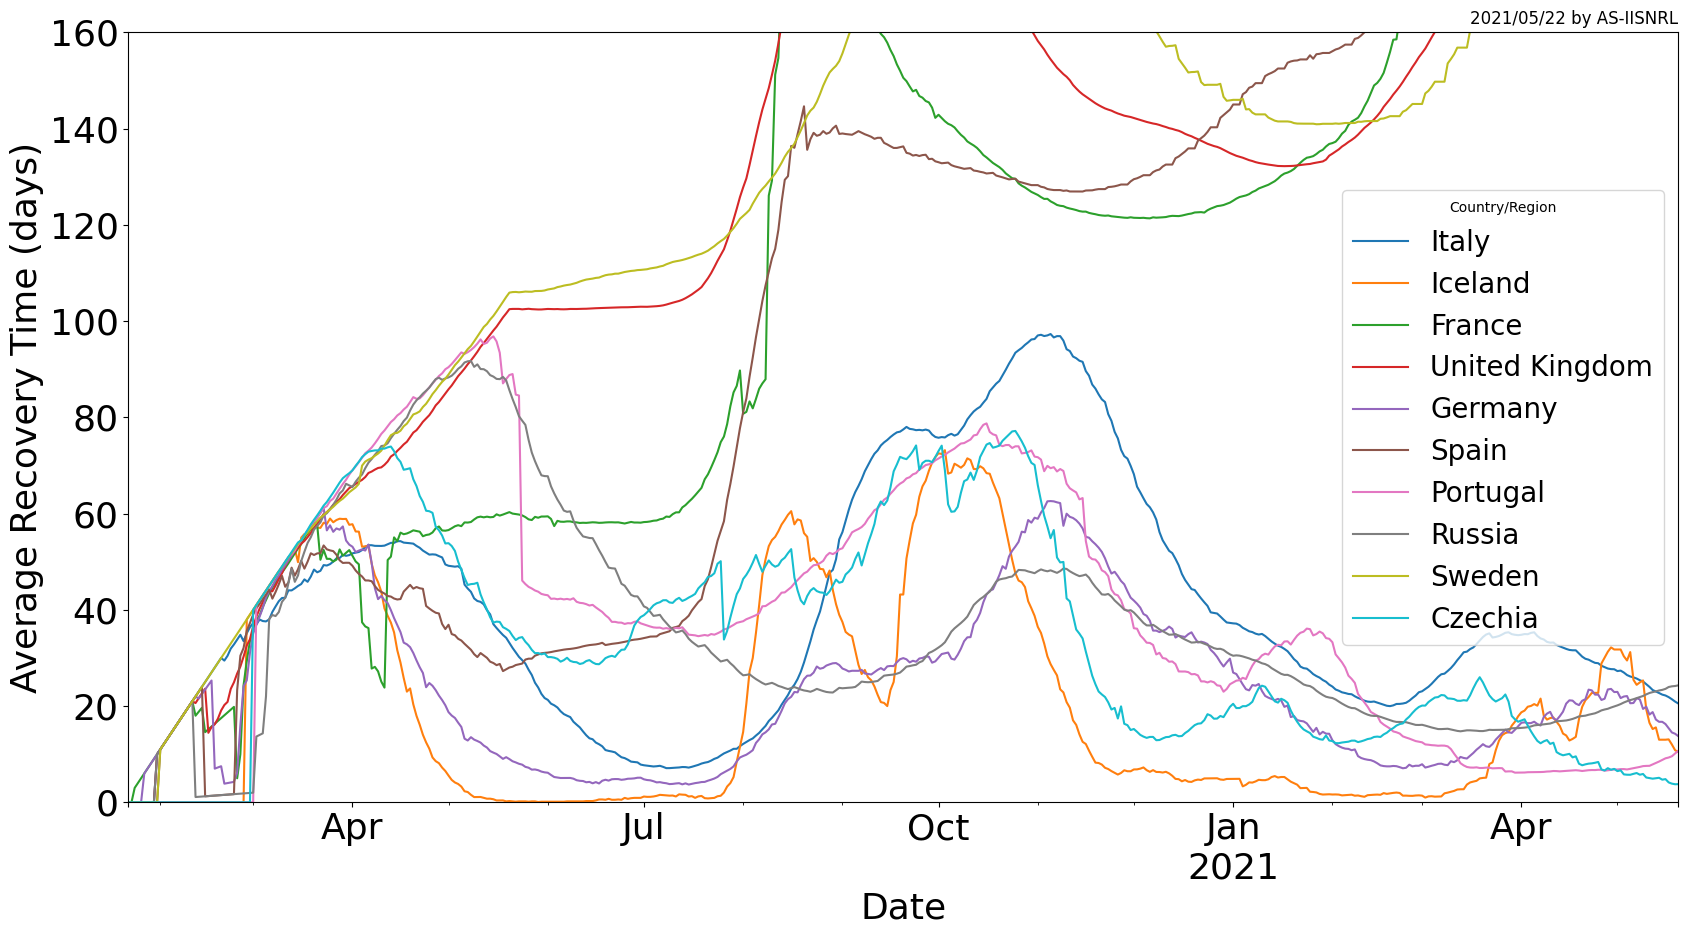 2021/05/22 by AS-IISNRL
160
140
120
100
80
60
40
20
0
Average Recovery Time (days)
Country/Region
Italy
Iceland
France
United Kingdom
Germany
Spain
Portugal
Russia
Sweden
Czechia
Apr Jul Oct Jan Apr
2021
Date